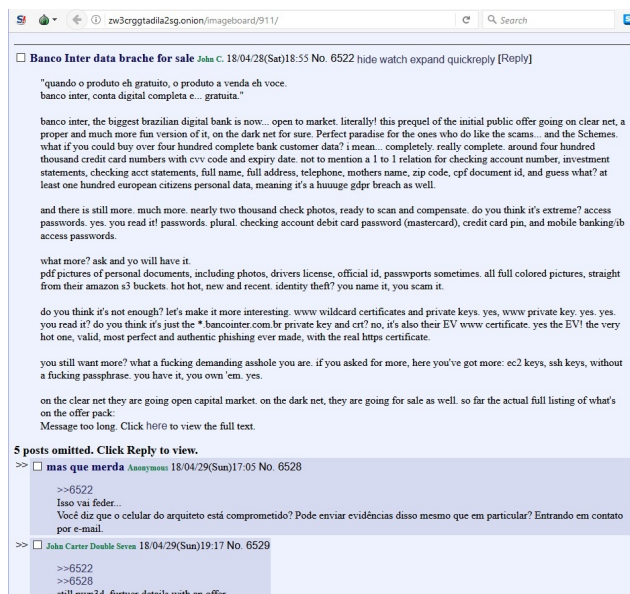 zw3crggtadila2sg.onion/imageboard/911/
Search
Banco Inter data brache for sale John C. 18/04/28(Sat)18:55 No. 6522 hide watch expand quickreply [Reply]
"quando o produto eh gratuito, o produto a venda eh voce.
banco inter, conta digital completa e... gratuita."
banco inter, the biggest brazilian digital bank is now... open to market. literally! this prequel of the initial public offer going on clear net, a
proper and much more fun version of it, on the dark net for sure. Perfect paradise for the ones who do like the scams... and the Schemes.
what if you could buy over four hundred complete bank customer data? i mean... completely. really complete. around four hundred
thousand credit card numbers with cvv code and expiry date. not to mention a 1 to 1 relation for checking account number, investment
statements, checking acct statements, full name, full address, telephone, mothers name, zip code, cpf document id, and guess what? at
least one hundred european citizens personal data, meaning it's a huuuge gdpr breach as well.
and there is still more. much more. nearly two thousand check photos, ready to scan and compensate. do you think it's extreme? access
passwords. yes. you read it! passwords. plural. checking account debit card password (mastercard), credit card pin, and mobile banking/ib
access passwords.
what more? ask and yo will have it.
pdf pictures of personal documents, including photos, drivers license, official id, passwports sometimes. all full colored pictures, straight
from their amazon s3 buckets. hot hot, new and recent. identity theft? you name it, you scam it.
do you think it's not enough? let's make it more interesting. www wildcard certificates and private keys. yes, www private key. yes. yes.
you read it? do you think it's just the *.bancointer.com.br private key and crt? no, it's also their EV www certificate. yes the EV! the very
hot one, valid, most perfect and authentic phishing ever made, with the real https certificate.
you still want more? what a fucking demanding asshole you are. if you asked for more, here you've got more: ec2 keys, ssh keys, without
a fucking passphrase. you have it, you own 'em. yes.
on the clear net they are going open capital market. on the dark net, they are going for sale as well. so far the actual full listing of what's
on the offer pack:
Message too long. Click here to view the full text.
5 posts omitted. Click Reply to view.
>> mas que merda Anonymous 18/04/29(Sun)17:05 No. 6528
>>6522
Isso vai feder...
Você diz que o celular do arquiteto está comprometido? Pode enviar evidências disso mesmo que em particular? Entrando em contato
por e-mail.
>> John Carter Double Seven 18/04/29(Sun)19:17 No. 6529
>>6522
>>6528
still pwn3d. furtuer details with an offer